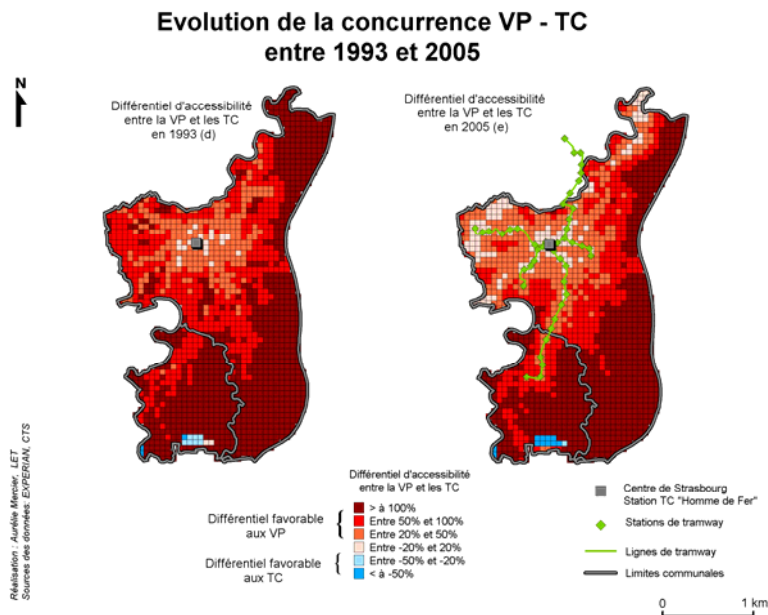 Evolution de la concurrence VP - TC
entre 1993 et 2005
N
Différentiel d'accessibilité
entre la VP et les TC
en 1993 (d)
Différentiel d'accessibilité
entre la VP et les TC
en 2005 (e)
Réalisation : Aurélie Mercier, LET
Sources des données: EXPERIAN, CTS
Différentiel d'accessibilité
entre la VP et les TC
Différentiel favorable
aux VP
Différentiel favorable
aux TC
> à 100%
Entre 50% et 100%
Entre 20% et 50%
Entre -20% et 20%
Entre -50% et -20%
< à -50%
Centre de Strasbourg
Station TC "Homme de Fer"
Stations de tramway
Lignes de tramway
Limites communales
0 1 km